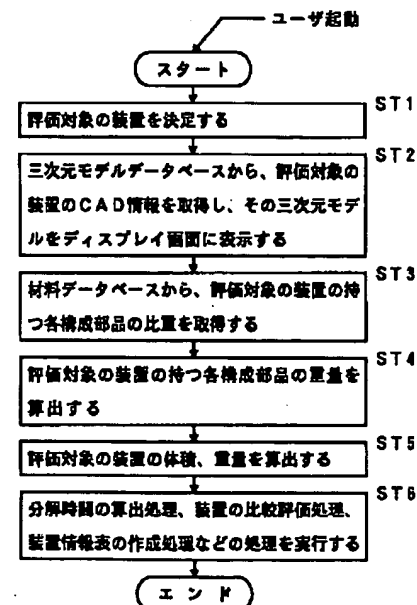 ユーザ起動
スタート
ST1
評価対象の装置を決定する
ST2
三次元モデルデータベースから、評価対象の
装置のCAD情報を取得し、その三次元モデ
ルをディスプレイ画面に表示する
ST3
材料データベースから、評価対象の装置の持
つ各構成部品の比重を取得する
ST4
評価対象の装置の持つ各構成部品の重量を
算出する
ST5
評価対象の装置の体積、重量を算出する
ST6
分解時間の算出処理、装置の比較評価処理、
装置情報表の作成処理などの処理を実行する
エンド